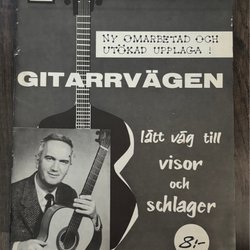 NY OMARBETAD OCH
UTÖKAD UPPLAGA !
GITARRVÄGEN
lätt väg till
visor
och
schlager
8:-